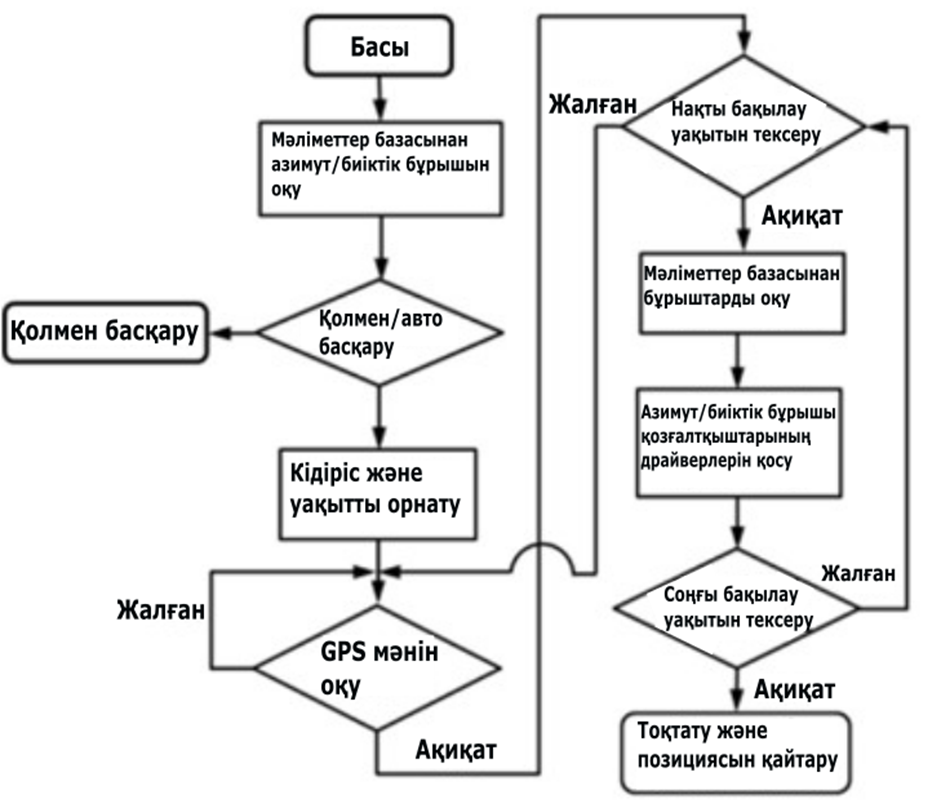 Басы
Мәліметтер базасынан
азимут/биіктік бұрышын
оқу
Қолмен/авто
басқару
Қолмен басқару
Кідіріс және
уақытты орнату
Жалған
GPS мәнін
оқу
Ақиқат
Жалған
Нақты бақылау
уақытын тексеру
Ақиқат
Мәліметтер базасынан
бұрыштарды оқу
Азимут/биіктік бұрышы
қозғалтқыштарының
драйверлерін қосу
Соңғы бақылау
уақытын тексеру
Жалған
Ақиқат
Тоқтату және
позициясын қайтару